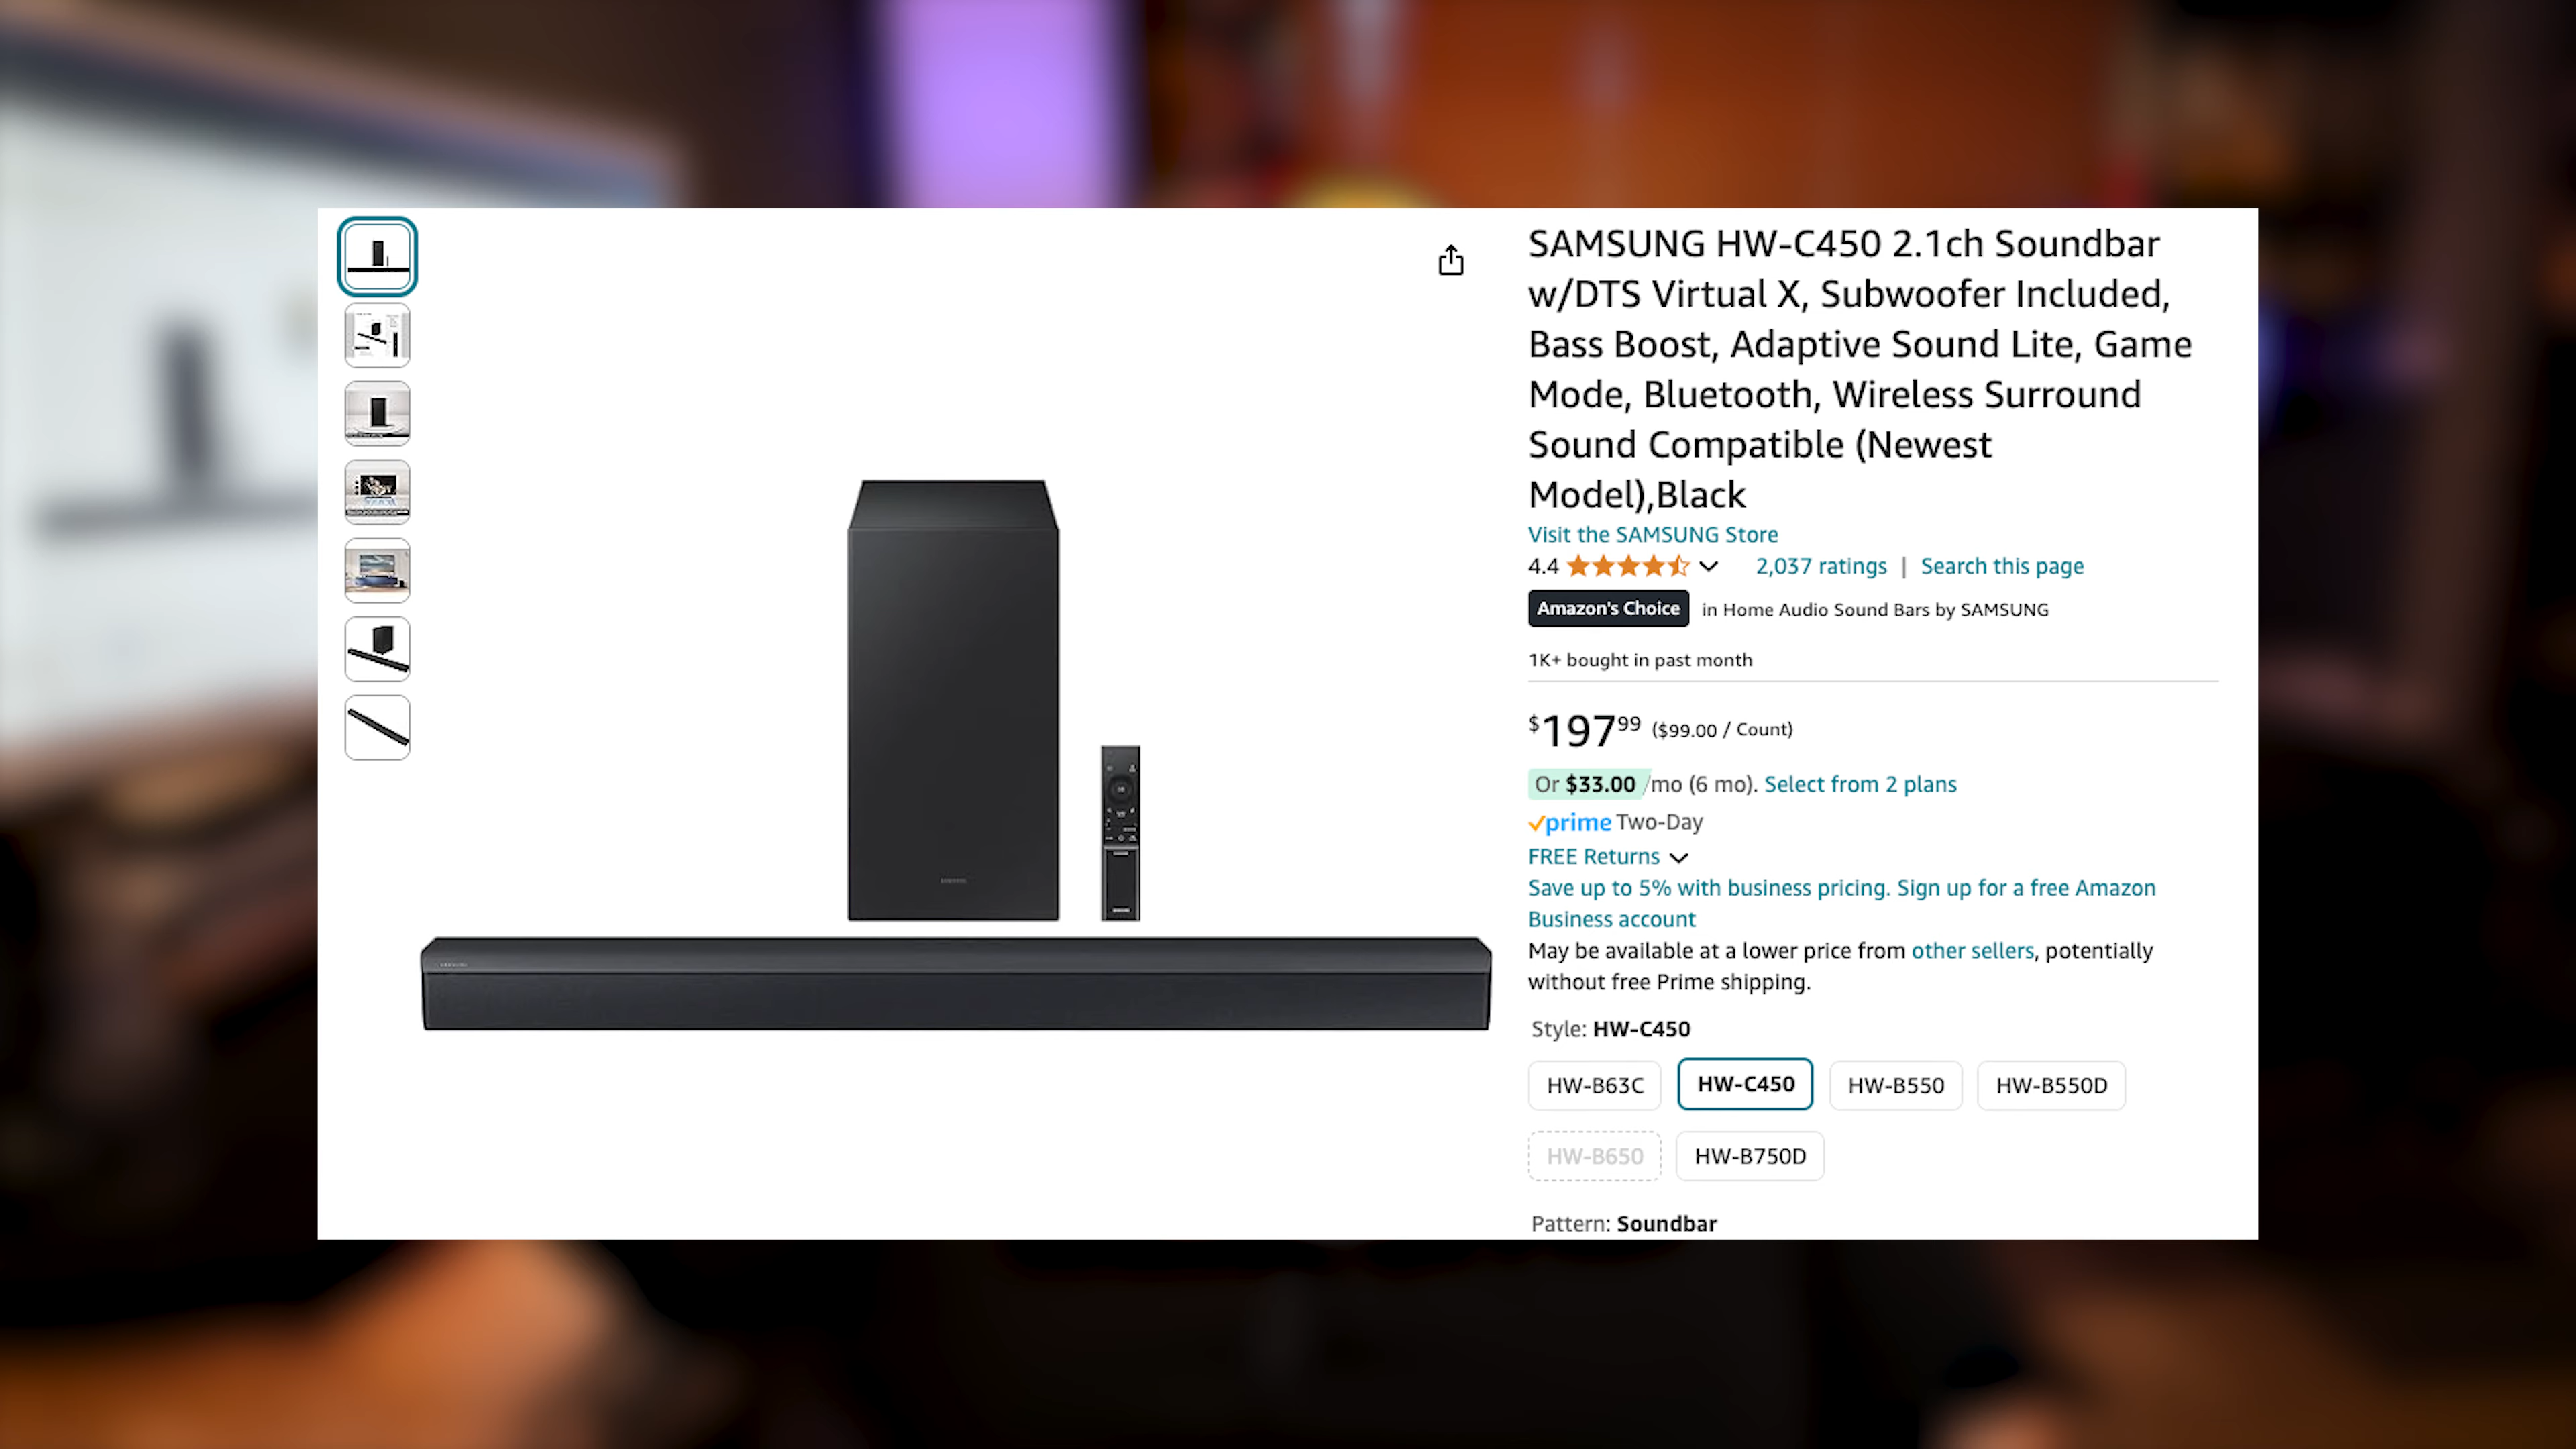 SAMSUNG HW-C450 2.1ch Soundbar
w/DTS Virtual X, Subwoofer Included,
Bass Boost, Adaptive Sound Lite, Game
Mode, Bluetooth, Wireless Surround
Sound Compatible (Newest
Model),Black
Visit the SAMSUNG Store
4.4 2,037 ratings | Search this page
Amazon's Choice in Home Audio Sound Bars by SAMSUNG
1K+ bought in past month
$197.99 ($99.00 / Count)
Or $33.00 /mo (6 mo). Select from 2 plans
prime Two-Day
FREE Returns
Save up to 5% with business pricing. Sign up for a free Amazon
Business account
May be available at a lower price from other sellers, potentially
without free Prime shipping.
Style: HW-C450
HW-B63C HW-C450 HW-B550 HW-B550D
HW-B650 HW-B750D
Pattern: Soundbar